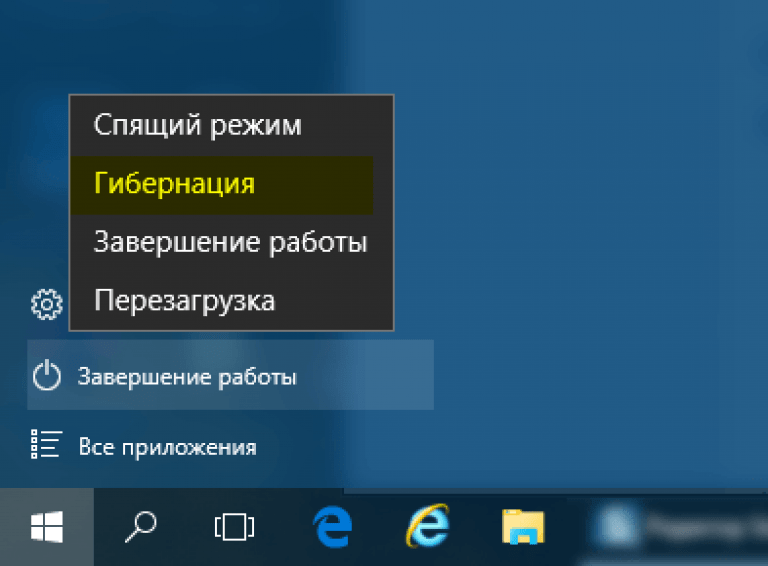 Спящий режим
Гибернация
Завершение работы
Перезагрузка
Завершение работы
Все приложения